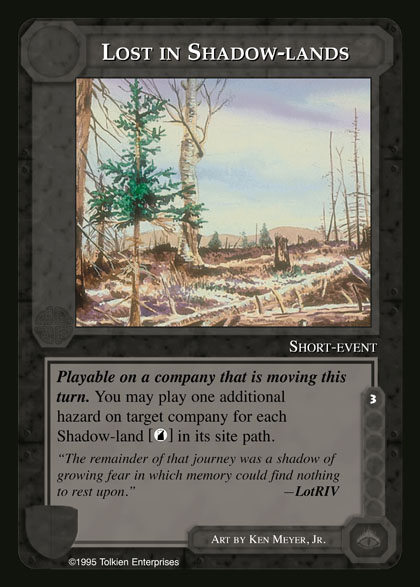 Lost in Shadow-lands
Short-event
Playable on a company that is moving this
turn. You may play one additional
hazard on target company for each
Shadow-land [] in its site path.
“The remainder of that journey was a shadow of
growing fear in which memory could find nothing
to rest upon.” —LotRIV
3
Art by Ken Meyer, Jr.
©1995 Tolkien Enterprises